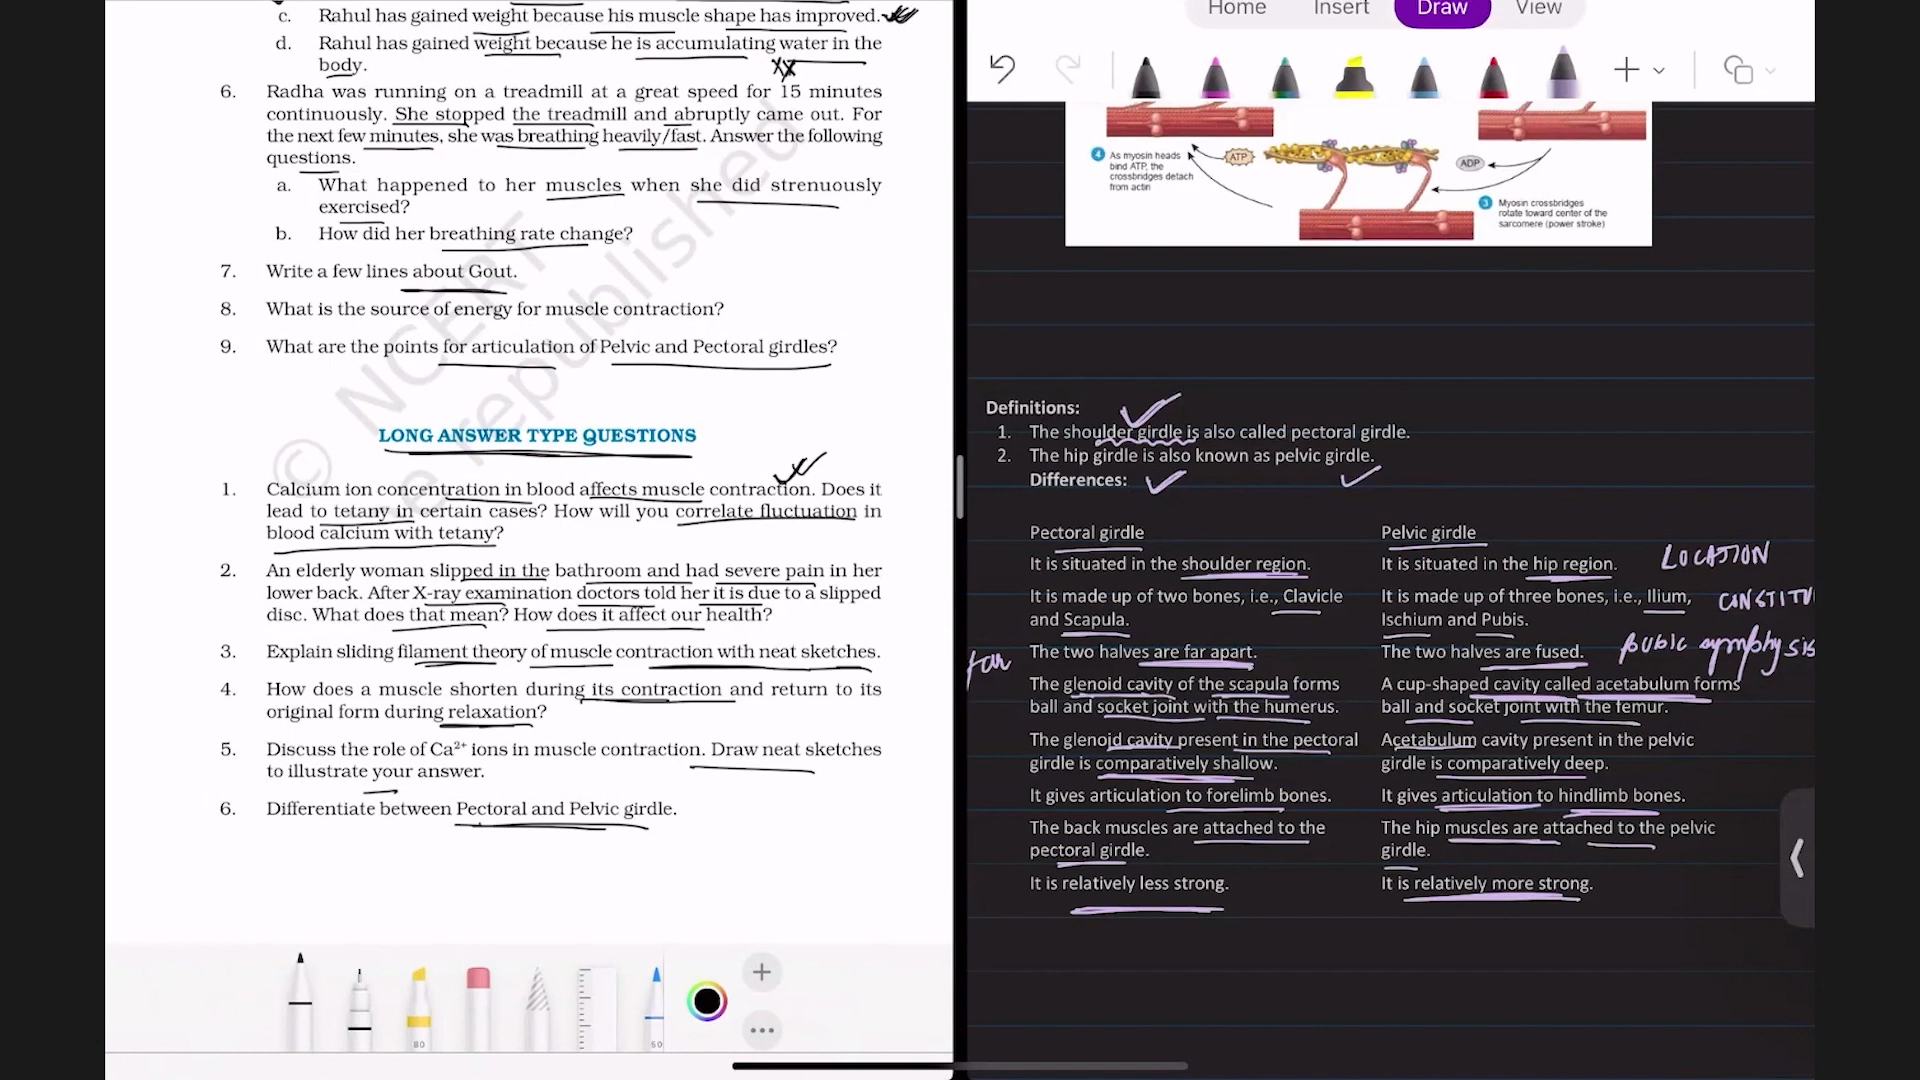 c. Rahul has gained weight because his muscle shape has improved.
d. Rahul has gained weight because he is accumulating water in the
body.
6. Radha was running on a treadmill at a great speed for 15 minutes
continuously. She stopped the treadmill and abruptly came out. For
the next few minutes, she was breathing heavily/fast. Answer the following
questions.
a. What happened to her muscles when she did strenuously
exercised?
b. How did her breathing rate change?
7. Write a few lines about Gout.
8. What is the source of energy for muscle contraction?
9. What are the points for articulation of Pelvic and Pectoral girdles?
© NCERT
e republished
LONG ANSWER TYPE QUESTIONS
1. Calcium ion concentration in blood affects muscle contraction. Does it
lead to tetany in certain cases? How will you correlate fluctuation in
blood calcium with tetany?
2. An elderly woman slipped in the bathroom and had severe pain in her
lower back. After X-ray examination doctors told her it is due to a slipped
disc. What does that mean? How does it affect our health?
3. Explain sliding filament theory of muscle contraction with neat sketches.
4. How does a muscle shorten during its contraction and return to its
original form during relaxation?
5. Discuss the role of Ca²⁺ ions in muscle contraction. Draw neat sketches
to illustrate your answer.
6. Differentiate between Pectoral and Pelvic girdle.
80
50
Home Insert Draw View
4 As myosin heads
bind ATP, the
crossbridges detach
from actin
ATP
ADP
3 Myosin crossbridges
rotate toward center of the
sarcomere (power stroke)
Definitions:
1. The shoulder girdle is also called pectoral girdle.
2. The hip girdle is also known as pelvic girdle.
Differences:
Pectoral girdle Pelvic girdle
It is situated in the shoulder region. It is situated in the hip region. LOCATION
It is made up of two bones, i.e., Clavicle It is made up of three bones, i.e., Ilium, CONSTITU
and Scapula. Ischium and Pubis.
far The two halves are far apart. The two halves are fused. pubic symphysis
The glenoid cavity of the scapula forms A cup-shaped cavity called acetabulum forms
ball and socket joint with the humerus. ball and socket joint with the femur.
The glenoid cavity present in the pectoral Acetabulum cavity present in the pelvic
girdle is comparatively shallow. girdle is comparatively deep.
It gives articulation to forelimb bones. It gives articulation to hindlimb bones.
The back muscles are attached to the The hip muscles are attached to the pelvic
pectoral girdle. girdle.
It is relatively less strong. It is relatively more strong.